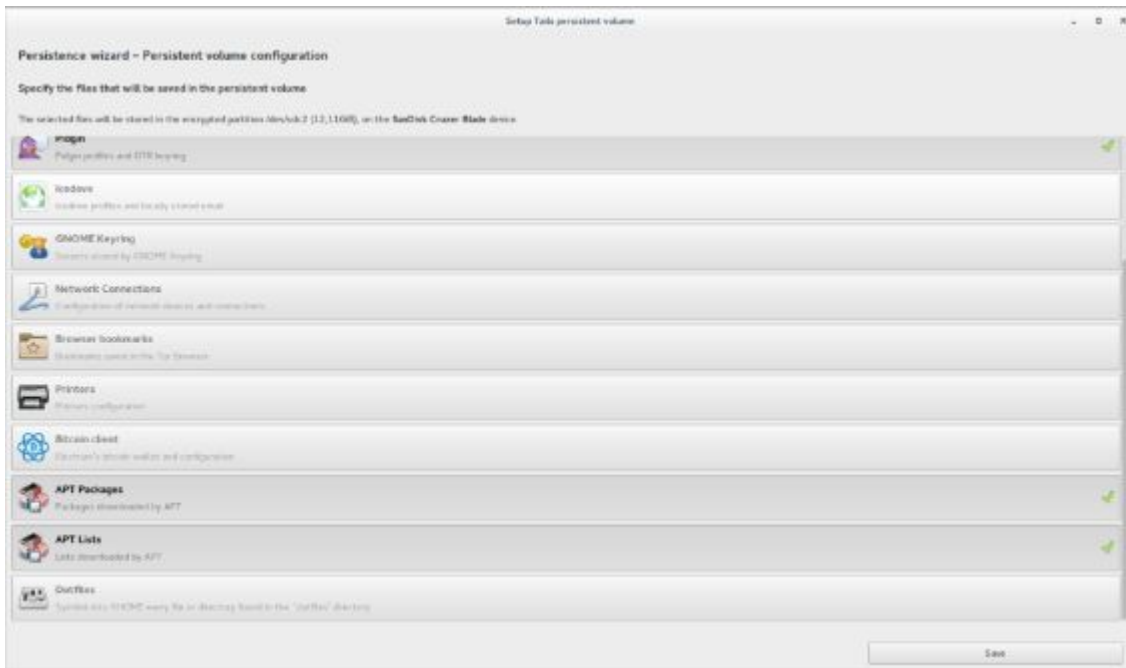 Setup Tails persistent volume
Persistence wizard – Persistent volume configuration
Specify the files that will be saved in the persistent volume
The selected files will be stored in the encrypted partition (12,11GB), on the SanDisk Cruzer Blade device
Pidgin
Pidgin profiles and OTR keyring
Icedove
Icedove profiles and locally stored email
GNOME Keyring
Secrets stored by GNOME Keyring
Network Connections
Configuration of network devices and connections
Browser bookmarks
Bookmarks saved in the Tor Browser
Printers
Printers configuration
Bitcoin client
Electrum's bitcoin wallet and configuration
APT Packages
Packages downloaded by APT
APT Lists
Lists downloaded by APT
Dotfiles
Symlink into $HOME every file or directory found in the "dotfiles" directory
Save